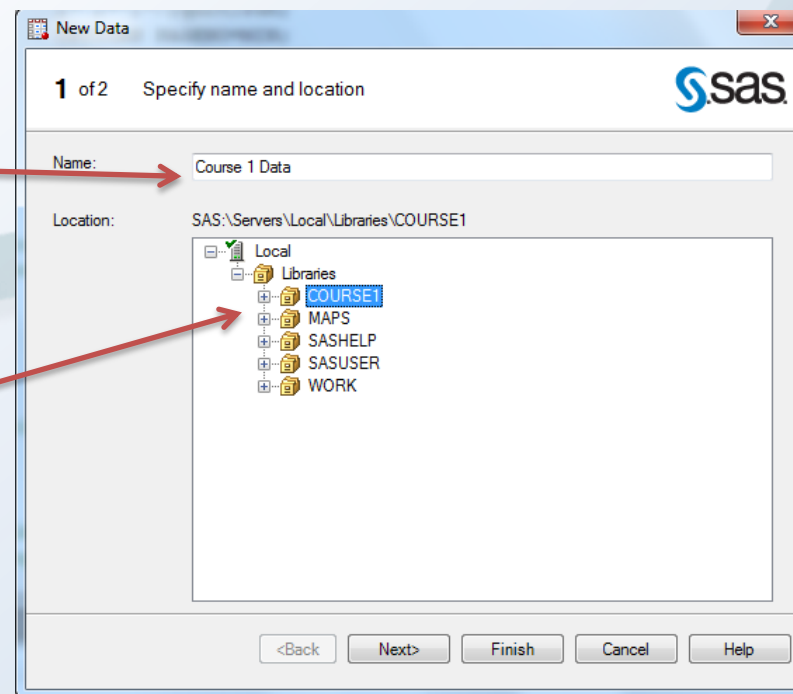 New Data
1 of 2 Specify name and location
sas.
Name: Course 1 Data
Location: SAS:\Servers\Local\Libraries\COURSE1
Local
Libraries
COURSE1
MAPS
SASHELP
SASUSER
WORK
<Back Next> Finish Cancel Help